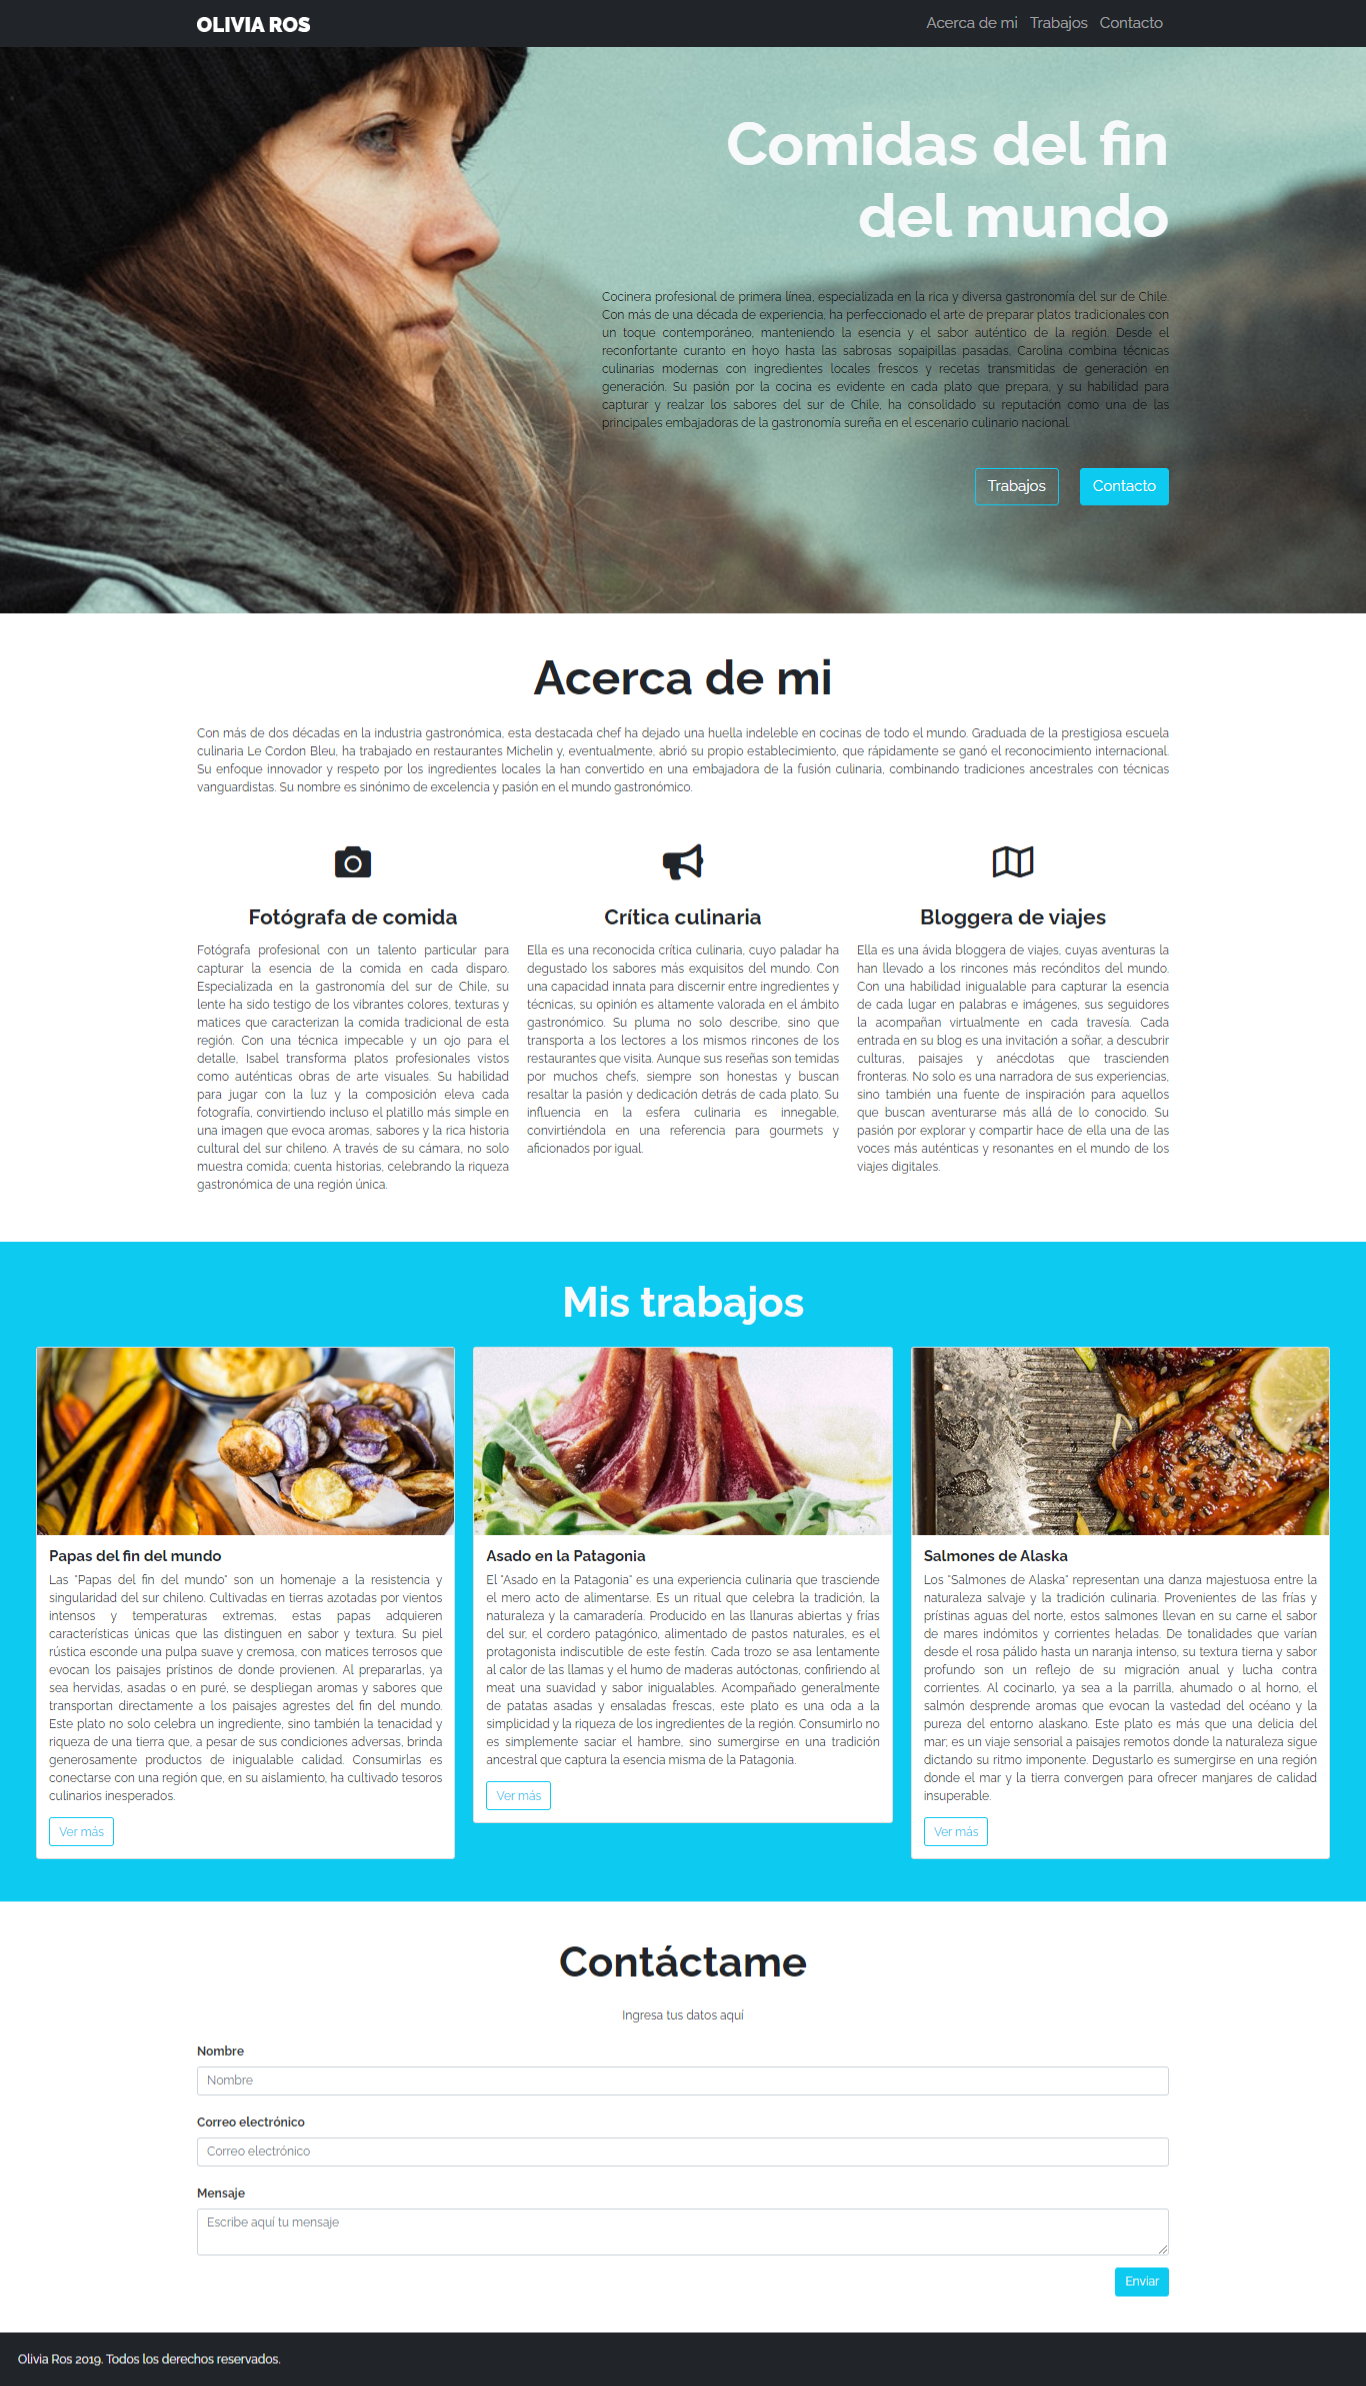 OLIVIA ROS
Acerca de mi Trabajos Contacto
Comidas del fin
del mundo
Cocinera profesional de primera línea, especializada en la rica y diversa gastronomía del sur de Chile.
Con más de una década de experiencia, ha perfeccionado el arte de preparar platos tradicionales con
un toque contemporáneo, manteniendo la esencia y el sabor auténtico de la región. Desde el
reconfortante curanto en hoyo hasta las sabrosas sopaipillas pasadas, Carolina combina técnicas
culinarias modernas con ingredientes locales frescos y recetas transmitidas de generación en
generación. Su pasión por la cocina es evidente en cada plato que prepara, y su habilidad para
capturar y realzar los sabores del sur de Chile, ha consolidado su reputación como una de las
principales embajadoras de la gastronomía sureña en el escenario culinario nacional.
Trabajos Contacto
Acerca de mi
Con más de dos décadas en la industria gastronómica, esta destacada chef ha dejado una huella indeleble en cocinas de todo el mundo. Graduada de la prestigiosa escuela
culinaria Le Cordon Bleu, ha trabajado en restaurantes Michelin y, eventualmente, abrió su propio establecimiento, que rápidamente se ganó el reconocimiento internacional.
Su enfoque innovador y respeto por los ingredientes locales la han convertido en una embajadora de la fusión culinaria, combinando tradiciones ancestrales con técnicas
vanguardistas. Su nombre es sinónimo de excelencia y pasión en el mundo gastronómico.
Fotógrafa de comida
Fotógrafa profesional con un talento particular para
capturar la esencia de la comida en cada disparo.
Especializada en la gastronomía del sur de Chile, su
lente ha sido testigo de los vibrantes colores, texturas y
matices que caracterizan la comida tradicional de esta
región. Con una técnica impecable y un ojo para el
detalle, Isabel transforma platos profesionales vistos
como auténticas obras de arte visuales. Su habilidad
para jugar con la luz y la composición eleva cada
fotografía, convirtiendo incluso el platillo más simple en
una imagen que evoca aromas, sabores y la rica historia
cultural del sur chileno. A través de su cámara, no solo
muestra comida; cuenta historias, celebrando la riqueza
gastronómica de una región única.
Crítica culinaria
Ella es una reconocida crítica culinaria, cuyo paladar ha
degustado los sabores más exquisitos del mundo. Con
una capacidad innata para discernir entre ingredientes y
técnicas, su opinión es altamente valorada en el ámbito
gastronómico. Su pluma no solo describe, sino que
transporta a los lectores a los mismos rincones de los
restaurantes que visita. Aunque sus reseñas son temidas
por muchos chefs, siempre son honestas y buscan
resaltar la pasión y dedicación detrás de cada plato. Su
influencia en la esfera culinaria es innegable,
convirtiéndola en una referencia para gourmets y
aficionados por igual.
Bloggera de viajes
Ella es una ávida bloggera de viajes, cuyas aventuras la
han llevado a los rincones más recónditos del mundo.
Con una habilidad inigualable para capturar la esencia
de cada lugar en palabras e imágenes, sus seguidores
la acompañan virtualmente en cada travesía. Cada
entrada en su blog es una invitación a soñar, a descubrir
culturas, paisajes y anécdotas que trascienden
fronteras. No solo es una narradora de sus experiencias,
sino también una fuente de inspiración para aquellos
que buscan aventurarse más allá de lo conocido. Su
pasión por explorar y compartir hace de ella una de las
voces más auténticas y resonantes en el mundo de los
viajes digitales.
Mis trabajos
Papas del fin del mundo
Las "Papas del fin del mundo" son un homenaje a la resistencia y
singularidad del sur chileno. Cultivadas en tierras azotadas por vientos
intensos y temperaturas extremas, estas papas adquieren
características únicas que las distinguen en sabor y textura. Su piel
rústica esconde una pulpa suave y cremosa, con matices terrosos que
evocan los paisajes prístinos de donde provienen. Al prepararlas, ya
sea hervidas, asadas o en puré, se despliegan aromas y sabores que
transportan directamente a los paisajes agrestes del fin del mundo.
Este plato no solo celebra un ingrediente, sino también la tenacidad y
riqueza de una tierra que, a pesar de sus condiciones adversas, brinda
generosamente productos de inigualable calidad. Consumirlas es
conectarse con una región que, en su aislamiento, ha cultivado tesoros
culinarios inesperados.
Ver más
Asado en la Patagonia
El "Asado en la Patagonia" es una experiencia culinaria que trasciende
el mero acto de alimentarse. Es un ritual que celebra la tradición, la
naturaleza y la camaradería. Producido en las llanuras abiertas y frías
del sur, el cordero patagónico, alimentado de pastos naturales, es el
protagonista indiscutible de este festín. Cada trozo se asa lentamente
al calor de las llamas y el humo de maderas autóctonas, confiriendo al
meat una suavidad y sabor inigualables. Acompañado generalmente
de patatas asadas y ensaladas frescas, este plato es una oda a la
simplicidad y la riqueza de los ingredientes de la región. Consumirlo no
es simplemente saciar el hambre, sino sumergirse en una tradición
ancestral que captura la esencia misma de la Patagonia.
Ver más
Salmones de Alaska
Los "Salmones de Alaska" representan una danza majestuosa entre la
naturaleza salvaje y la tradición culinaria. Provenientes de las frías y
prístinas aguas del norte, estos salmones llevan en su carne el sabor
de mares indómitos y corrientes heladas. De tonalidades que varían
desde el rosa pálido hasta un naranja intenso, su textura tierna y sabor
profundo son un reflejo de su migración anual y lucha contra
corrientes. Al cocinarlo, ya sea a la parrilla, ahumado o al horno, el
salmón desprende aromas que evocan la vastedad del océano y la
pureza del entorno alaskano. Este plato es más que una delicia del
mar; es un viaje sensorial a paisajes remotos donde la naturaleza sigue
dictando su ritmo imponente. Degustarlo es sumergirse en una región
donde el mar y la tierra convergen para ofrecer manjares de calidad
insuperable.
Ver más
Contáctame
Ingresa tus datos aquí
Nombre
Nombre
Correo electrónico
Correo electrónico
Mensaje
Escribe aquí tu mensaje
Enviar
Olivia Ros 2019. Todos los derechos reservados.